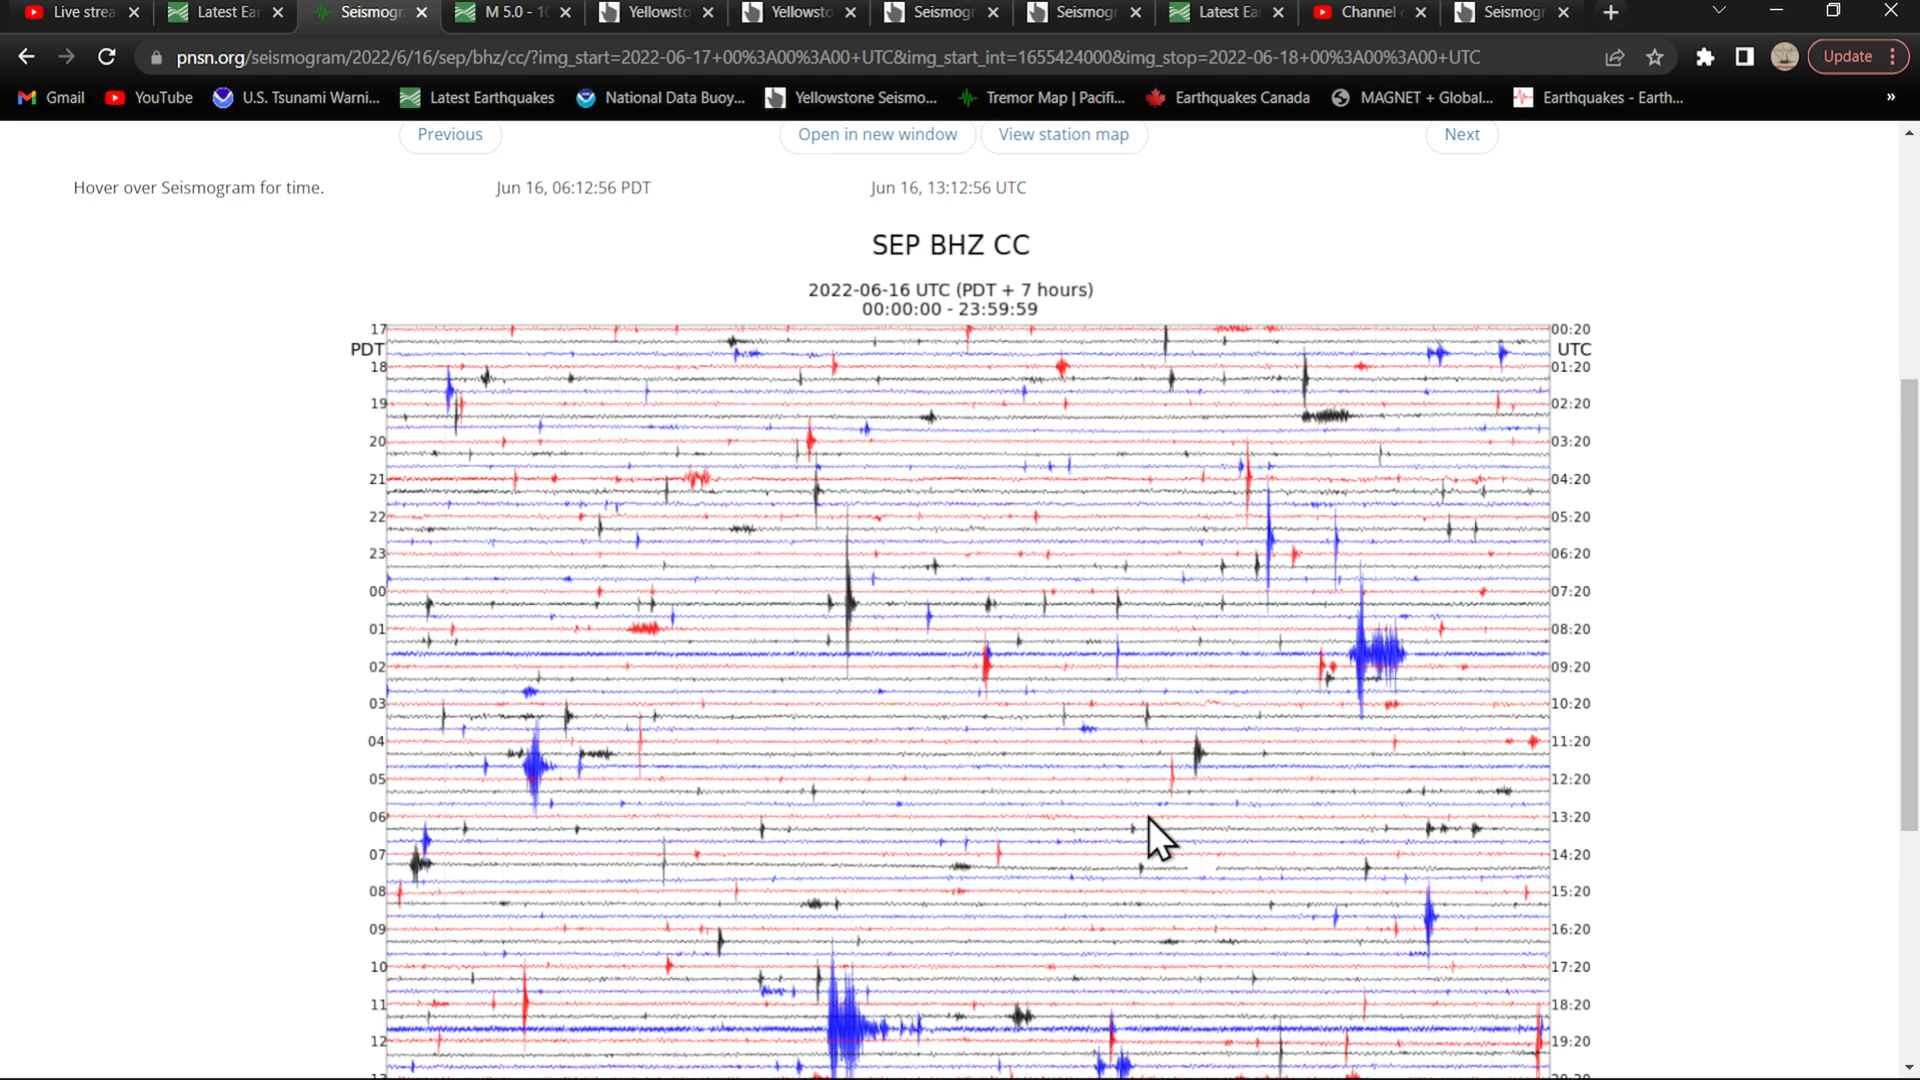 Live strea
Latest Ea
Seismog
M 5.0 - 10
Yellowst
Yellowst
Seismog
Seismog
Latest Ea
Channel
Seismog
pnsn.org/seismogram/2022/6/16/sep/bhz/cc/?img_start=2022-06-17+00%3A00%3A00+UTC&img_start_int=1655424000&img_stop=2022-06-18+00%3A00%3A00+UTC
Update
Gmail
YouTube
U.S. Tsunami Warni...
Latest Earthquakes
National Data Buoy...
Yellowstone Seismo...
Tremor Map | Pacifi...
Earthquakes Canada
MAGNET + Global...
Earthquakes - Earth...
»
Previous
Open in new window
View station map
Next
Hover over Seismogram for time.
Jun 16, 06:12:56 PDT
Jun 16, 13:12:56 UTC
SEP BHZ CC
2022-06-16 UTC (PDT + 7 hours)
00:00:00 - 23:59:59
17 00:20
PDT UTC
18 01:20
19 02:20
20 03:20
21 04:20
22 05:20
23 06:20
00 07:20
01 08:20
02 09:20
03 10:20
04 11:20
05 12:20
06 13:20
07 14:20
08 15:20
09 16:20
10 17:20
11 18:20
12 19:20